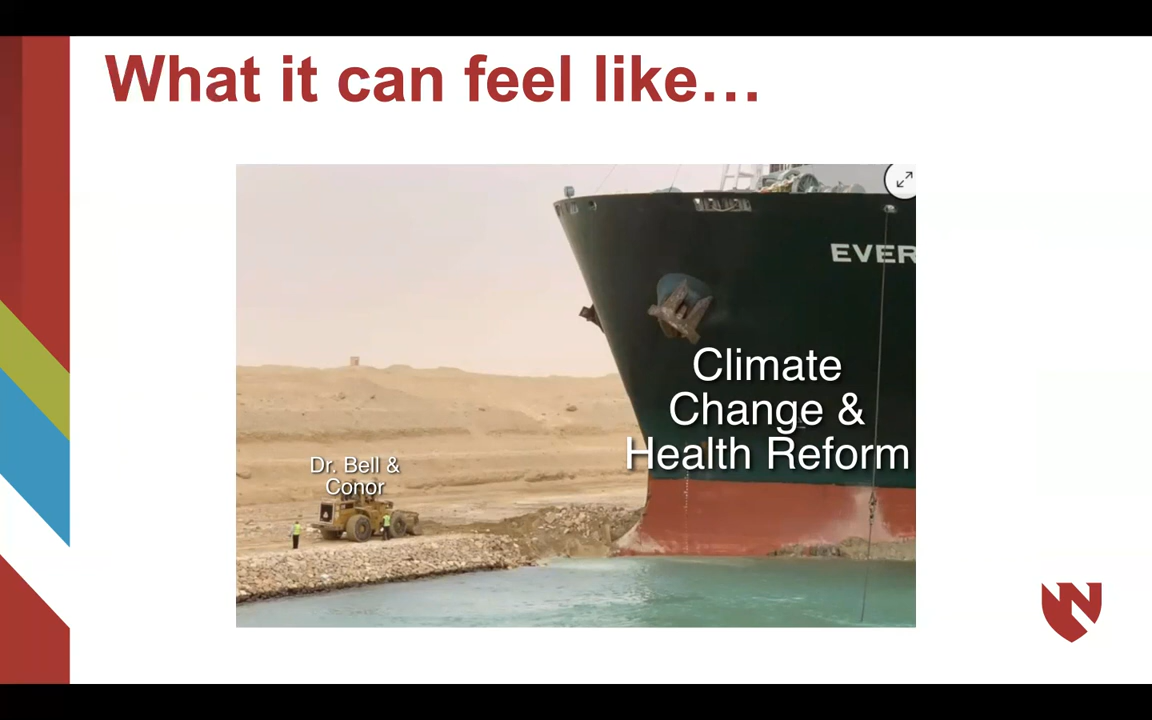 What it can feel like…
EVER
Climate
Change &
Health Reform
Dr. Bell &
Conor
N